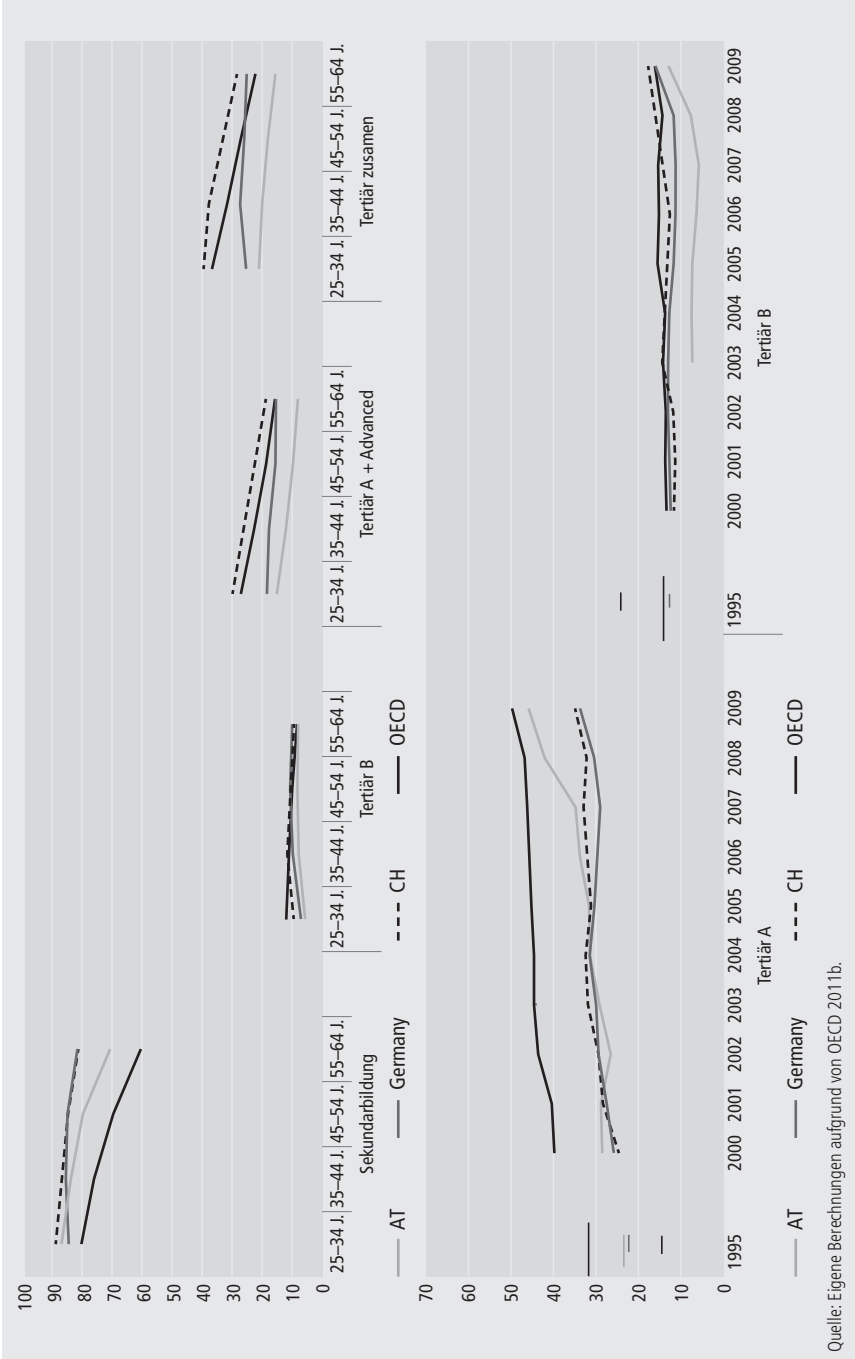 100
90
80
70
60
50
40
30
20
10
0
25–34 J. 35–44 J. 45–54 J. 55–64 J. 25–34 J. 35–44 J. 45–54 J. 55–64 J. 25–34 J. 35–44 J. 45–54 J. 55–64 J. 25–34 J. 35–44 J. 45–54 J. 55–64 J.
Sekundarbildung Tertiär B Tertiär A + Advanced Tertiär zusamen
AT Germany CH OECD
70
60
50
40
30
20
10
0
1995 2000 2001 2002 2003 2004 2005 2006 2007 2008 2009 1995 2000 2001 2002 2003 2004 2005 2006 2007 2008 2009
Tertiär A Tertiär B
AT Germany CH OECD
Quelle: Eigene Berechnungen aufgrund von OECD 2011b.